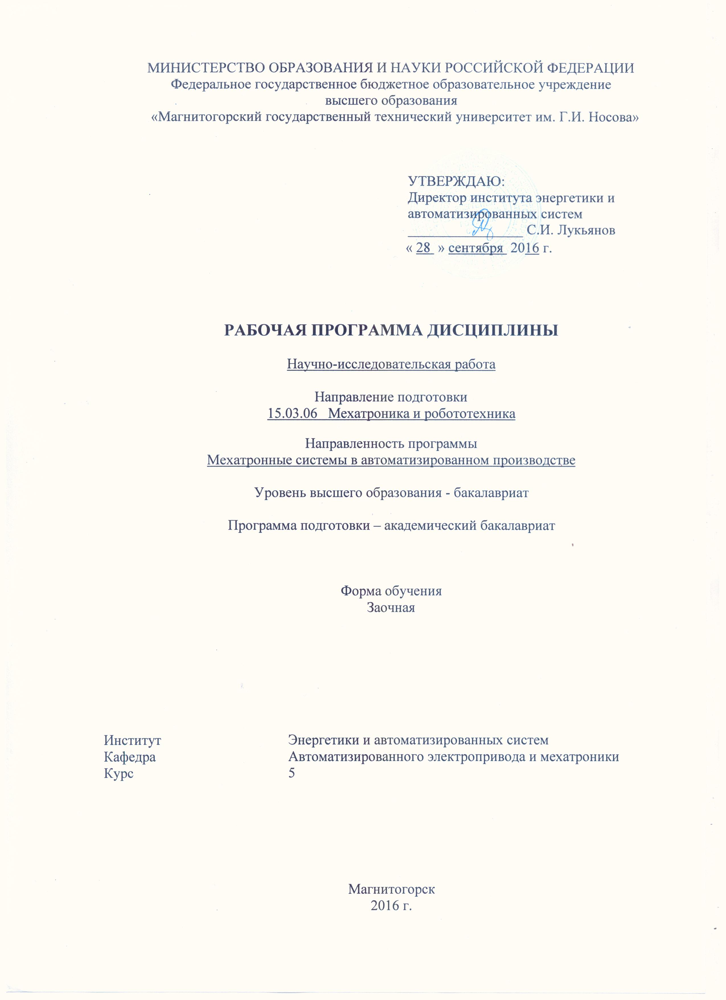 МИНИСТЕРСТВО ОБРАЗОВАНИЯ И НАУКИ РОССИЙСКОЙ ФЕДЕРАЦИИ
Федеральное государственное бюджетное образовательное учреждение
высшего образования
«Магнитогорский государственный технический университет им. Г.И. Носова»
УТВЕРЖДАЮ:
Директор института энергетики и
автоматизированных систем
________________ С.И. Лукьянов
« 28 » сентября 2016 г.
РАБОЧАЯ ПРОГРАММА ДИСЦИПЛИНЫ
Научно-исследовательская работа
Направление подготовки
15.03.06 Мехатроника и робототехника
Направленность программы
Мехатронные системы в автоматизированном производстве
Уровень высшего образования - бакалавриат
Программа подготовки – академический бакалавриат
Форма обучения
Заочная
Институт Энергетики и автоматизированных систем
Кафедра Автоматизированного электропривода и мехатроники
Курс 5
Магнитогорск
2016 г.